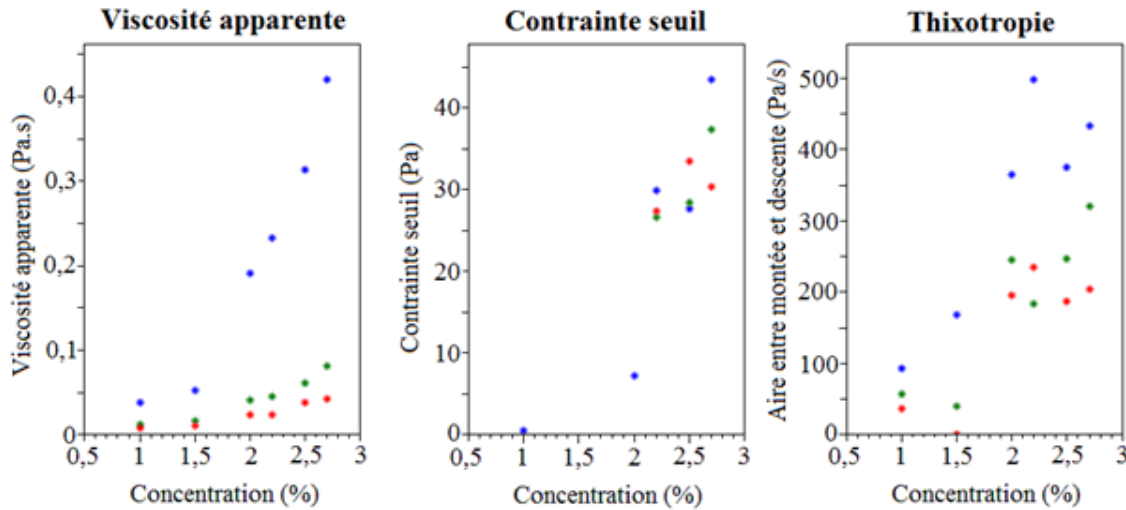 Viscosité apparente
Viscosité apparente (Pa.s)
0,4
0,3
0,2
0,1
0
0,5 1 1,5 2 2,5 3
Concentration (%)
Contrainte seuil
Contrainte seuil (Pa)
40
30
20
10
0
0,5 1 1,5 2 2,5 3
Concentration (%)
Thixotropie
Aire entre montée et descente (Pa/s)
500
400
300
200
100
0
0,5 1 1,5 2 2,5 3
Concentration (%)